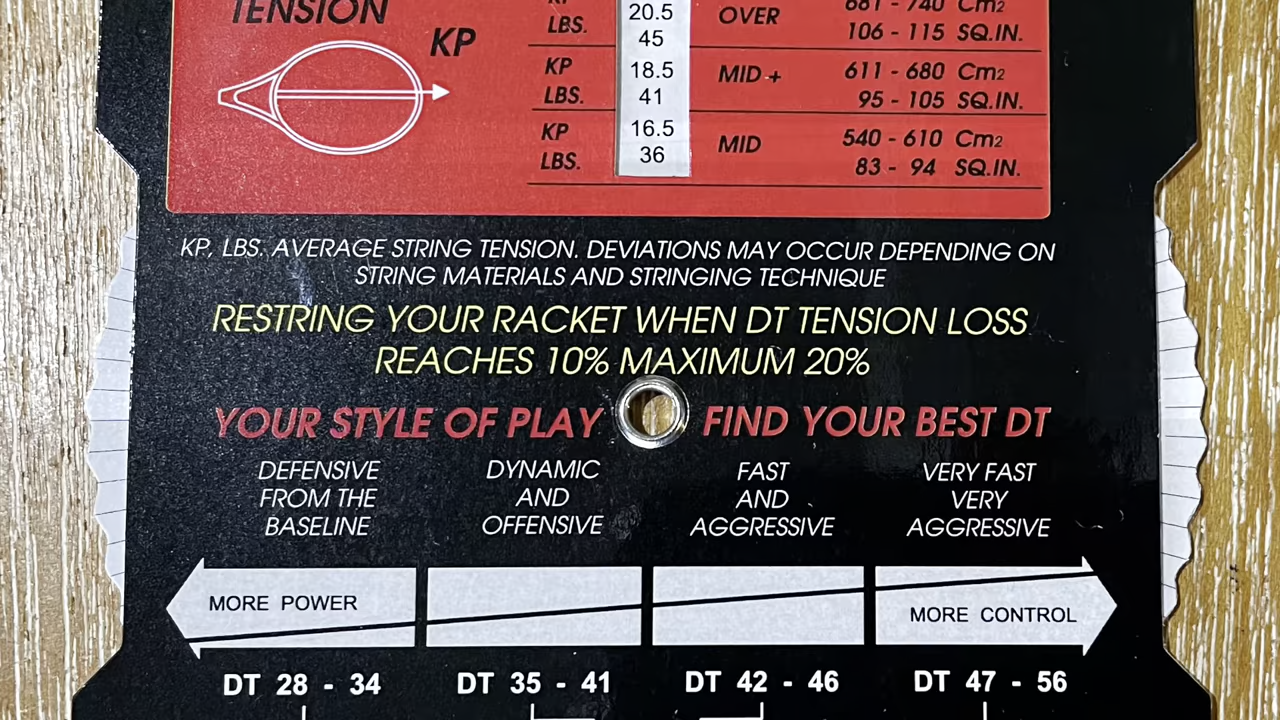 TENSION
KP
KP 20.5
LBS. 45 OVER
681 - 740 Cm2
106 - 115 SQ.IN.
KP 18.5
LBS. 41 MID +
611 - 680 Cm2
95 - 105 SQ.IN.
KP 16.5
LBS. 36 MID
540 - 610 Cm2
83 - 94 SQ.IN.
KP, LBS. AVERAGE STRING TENSION. DEVIATIONS MAY OCCUR DEPENDING ON
STRING MATERIALS AND STRINGING TECHNIQUE
RESTRING YOUR RACKET WHEN DT TENSION LOSS
REACHES 10% MAXIMUM 20%
YOUR STYLE OF PLAY
FIND YOUR BEST DT
DEFENSIVE
FROM THE
BASELINE
DYNAMIC
AND
OFFENSIVE
FAST
AND
AGGRESSIVE
VERY FAST
VERY
AGGRESSIVE
MORE POWER
MORE CONTROL
DT 28 - 34
DT 35 - 41
DT 42 - 46
DT 47 - 56